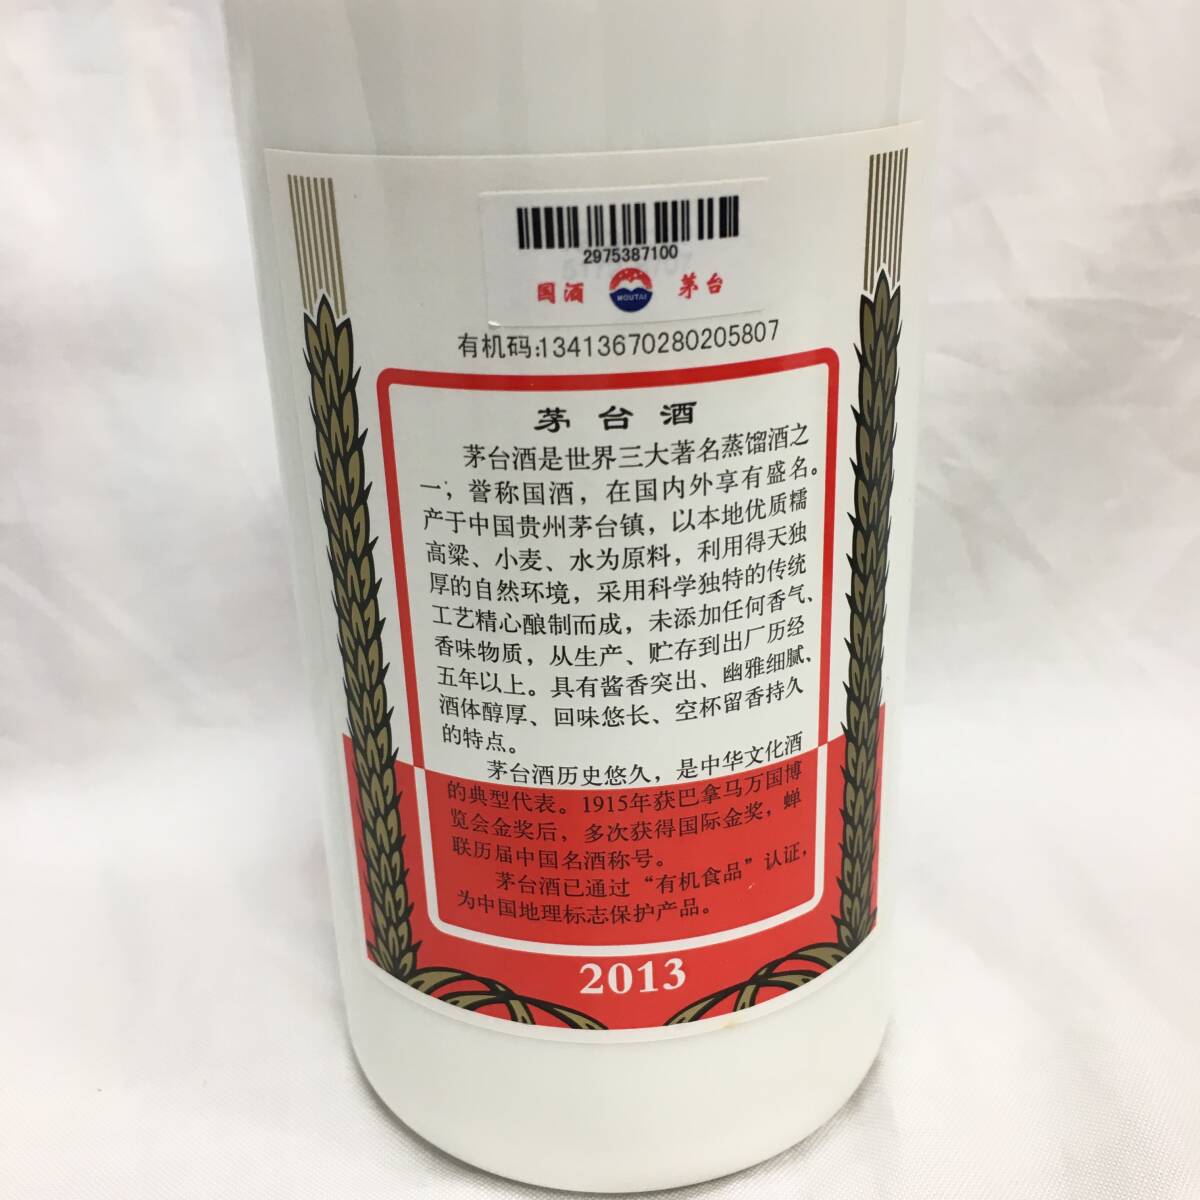 2975387100
国酒 MOUTAI 茅台
有机码:13413670280205807
茅台酒
茅台酒是世界三大著名蒸馏酒之
一，誉称国酒，在国内外享有盛名。
产于中国贵州茅台镇，以本地优质糯
高粱、小麦、水为原料，利用得天独
厚的自然环境，采用科学独特的传统
工艺精心酿制而成，未添加任何香气、
香味物质，从生产、贮存到出厂历经
五年以上。具有酱香突出、幽雅细腻、
酒体醇厚、回味悠长、空杯留香持久
的特点。
茅台酒历史悠久，是中华文化酒
的典型代表。1915年获巴拿马万国博
览会金奖后，多次获得国际金奖，蝉
联历届中国名酒称号。
茅台酒已通过“有机食品”认证，
为中国地理标志保护产品。
2013